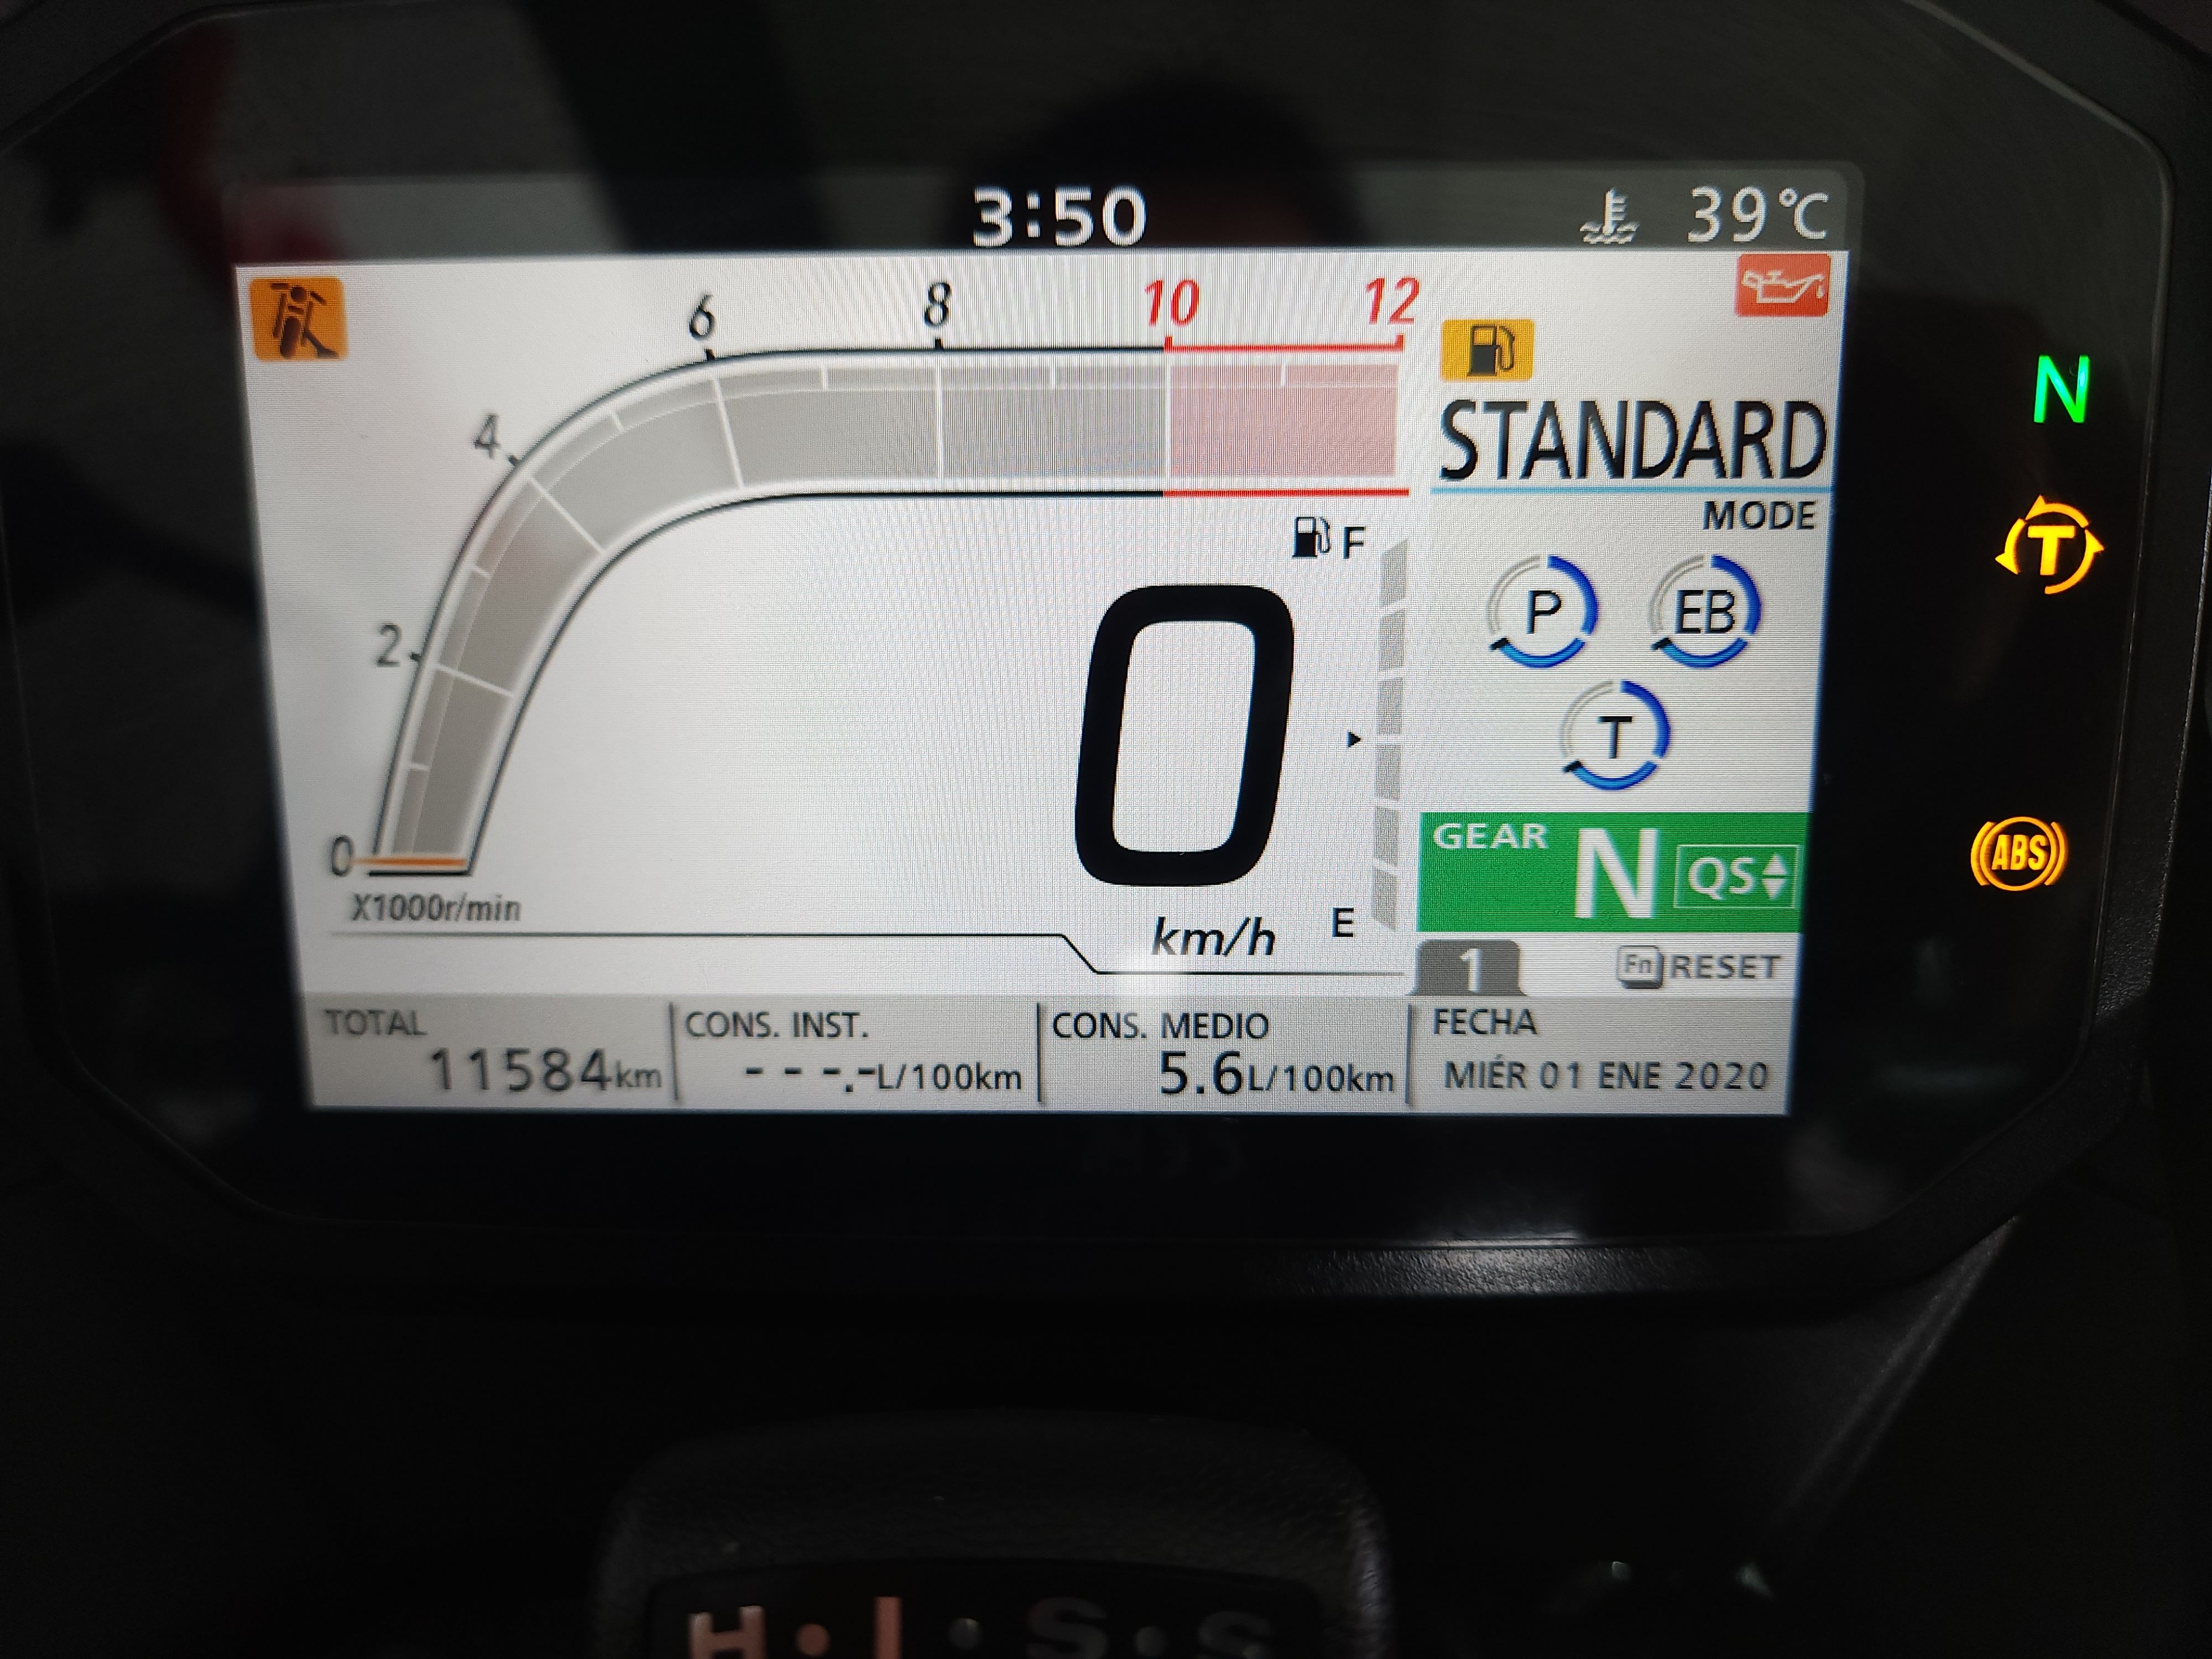 3:50
39°C
6
8
10
12
4
2
0
X1000r/min
STANDARD
MODE
N
T
F
P
EB
T
0
km/h
E
GEAR N QS
ABS
1
Fn RESET
TOTAL
11584km
CONS. INST.
---.-L/100km
CONS. MEDIO
5.6L/100km
FECHA
MIÉR 01 ENE 2020
H·I·S·S